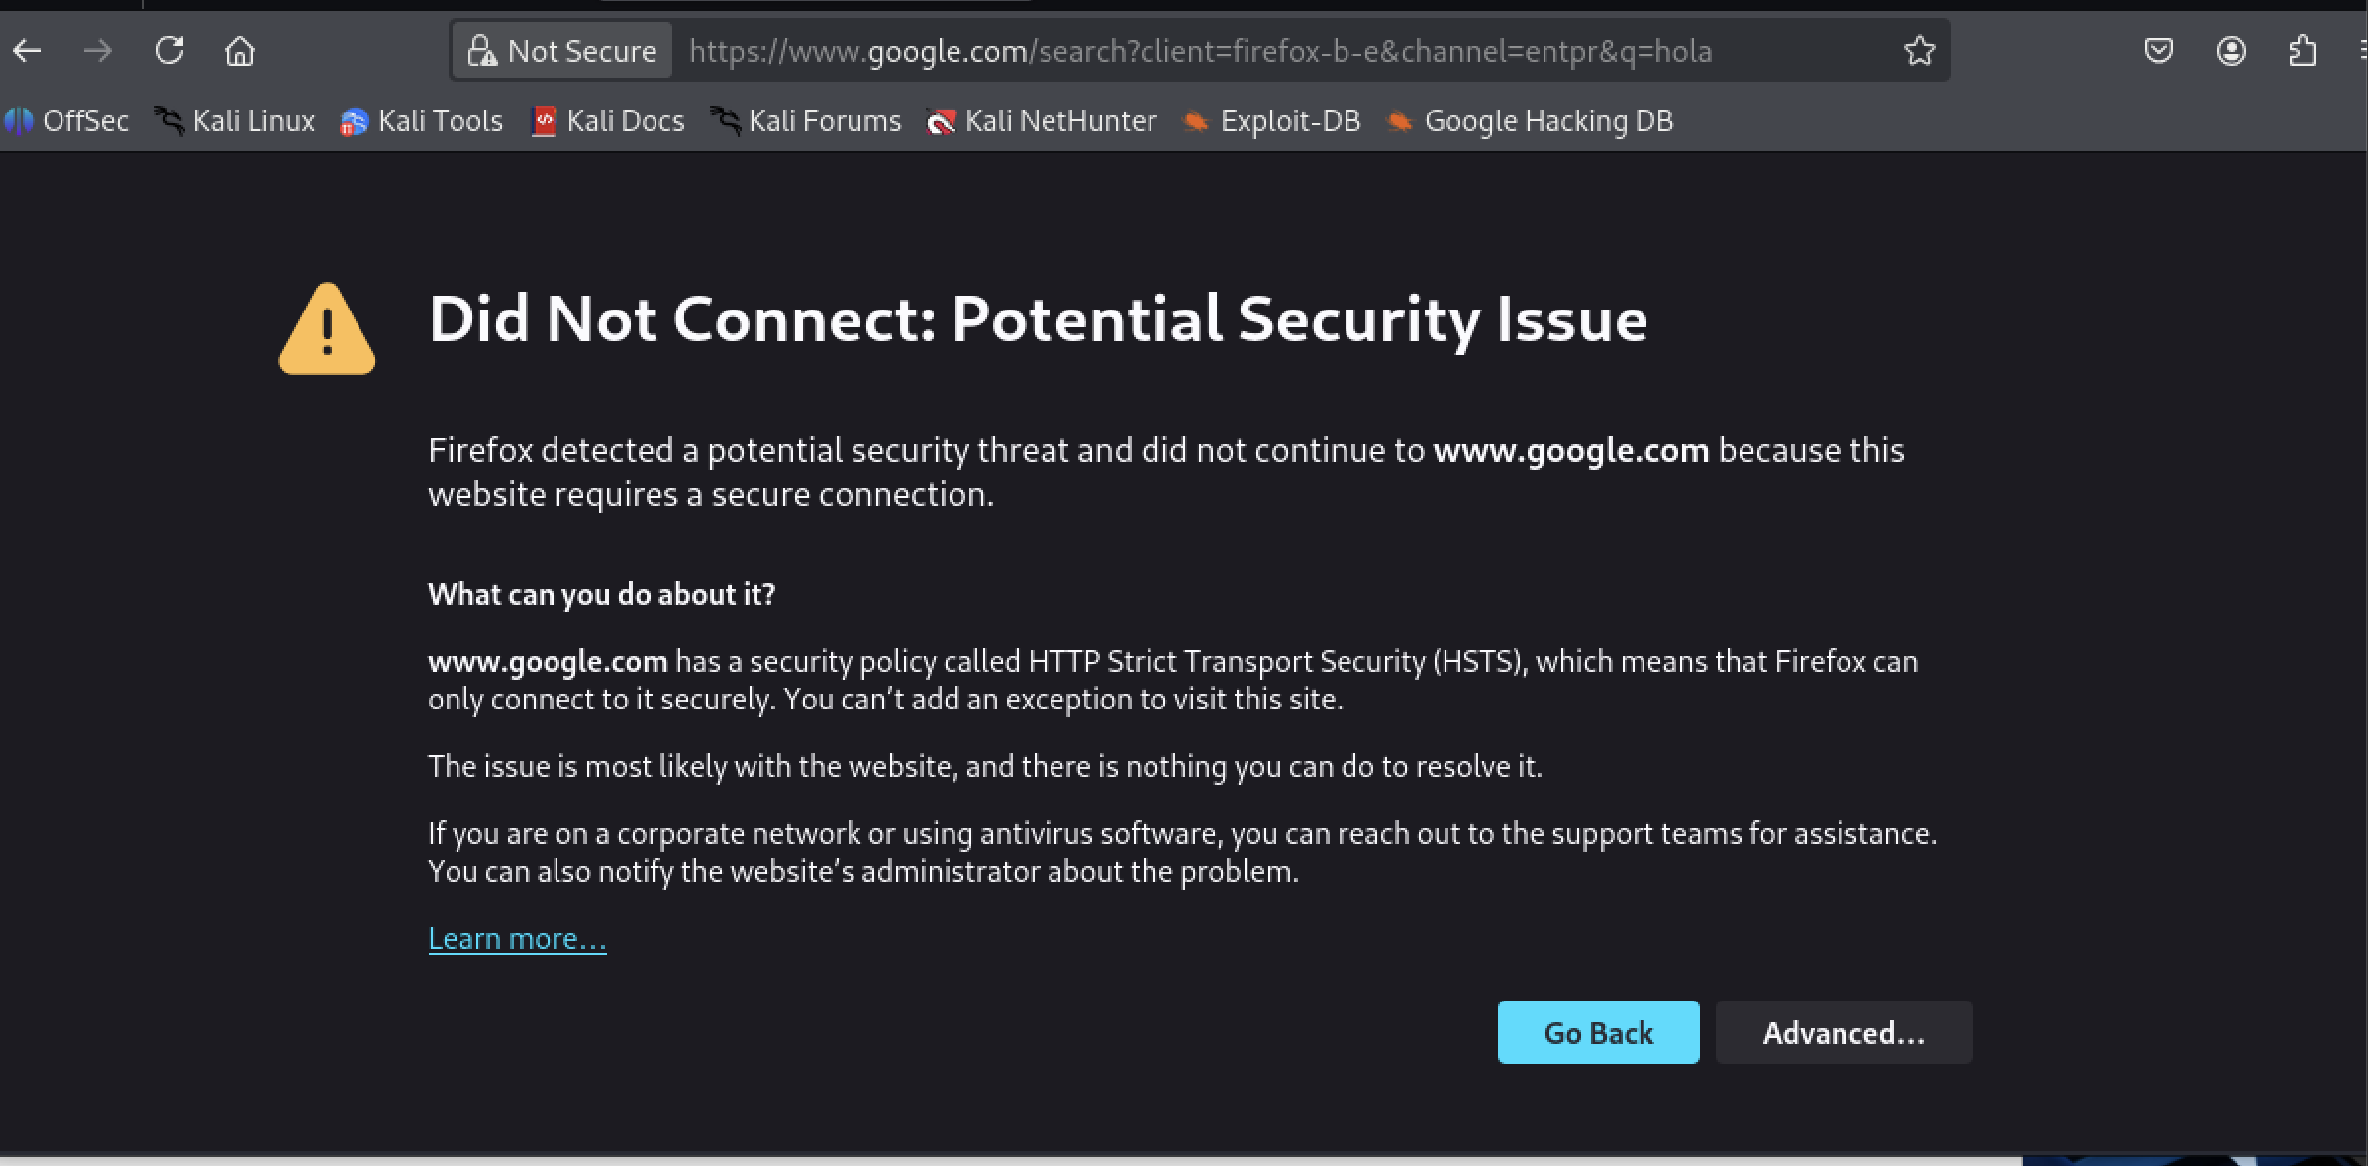 Not Secure https://www.google.com/search?client=firefox-b-e&channel=entpr&q=hola
OffSec Kali Linux Kali Tools Kali Docs Kali Forums Kali NetHunter Exploit-DB Google Hacking DB
Did Not Connect: Potential Security Issue
Firefox detected a potential security threat and did not continue to www.google.com because this
website requires a secure connection.
What can you do about it?
www.google.com has a security policy called HTTP Strict Transport Security (HSTS), which means that Firefox can
only connect to it securely. You can’t add an exception to visit this site.
The issue is most likely with the website, and there is nothing you can do to resolve it.
If you are on a corporate network or using antivirus software, you can reach out to the support teams for assistance.
You can also notify the website’s administrator about the problem.
Learn more…
Go Back Advanced…